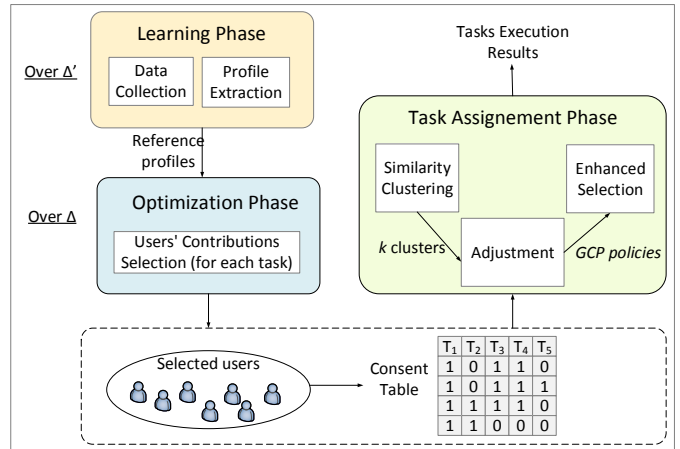 Learning Phase
Over Δ'
Data
Collection
Profile
Extraction
Reference
profiles
Over Δ
Optimization Phase
Users' Contributions
Selection (for each task)
Tasks Execution
Results
Task Assignement Phase
Similarity
Clustering
Enhanced
Selection
k clusters
Adjustment
GCP policies
Selected users
Consent
Table
T1 T2 T3 T4 T5
1 0 1 1 0
1 0 1 1 1
1 1 1 1 0
1 1 0 0 0